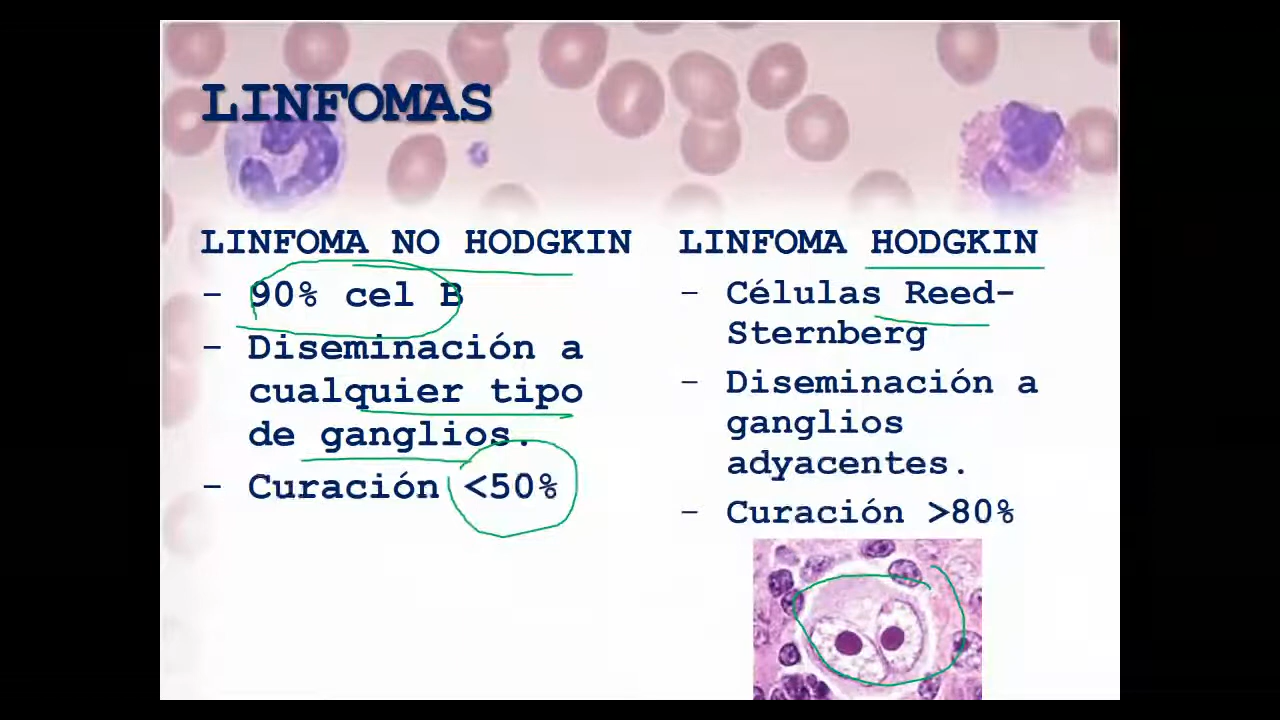 LINFOMAS
LINFOMA NO HODGKIN
- 90% cel B
- Diseminación a
cualquier tipo
de ganglios.
- Curación <50%
LINFOMA HODGKIN
- Células Reed-
Sternberg
- Diseminación a
ganglios
adyacentes.
- Curación >80%